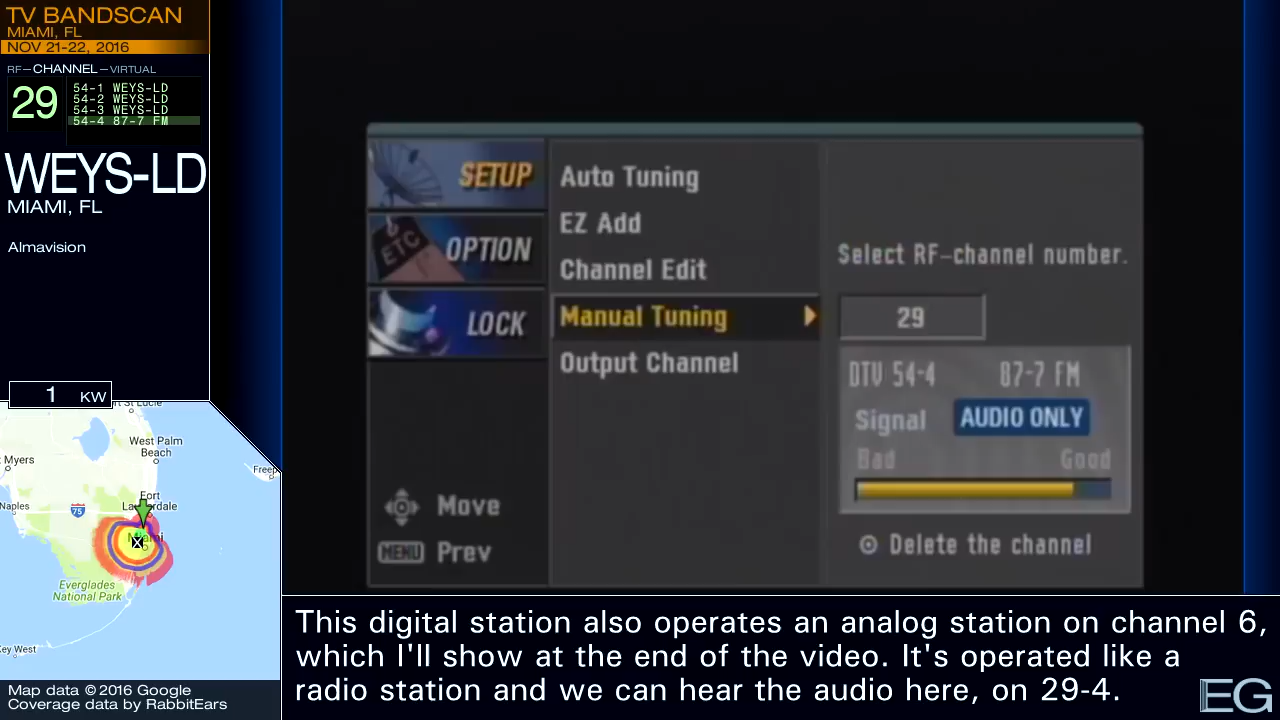 TV BANDSCAN
MIAMI, FL
NOV 21-22, 2016
RF—CHANNEL—VIRTUAL
29
54-1 WEYS-LD
54-2 WEYS-LD
54-3 WEYS-LD
54-4 87-7 FM
WEYS-LD
MIAMI, FL
Almavision
1 KW
SETUP
ETC
OPTION
LOCK
Auto Tuning
EZ Add
Channel Edit
Manual Tuning
Output Channel
Select RF-channel number.
29
DTV 54-4 87-7 FM
Signal AUDIO ONLY
Bad Good
Move
MENU Prev
Delete the channel
West Palm
Beach
Myers
Freep
Fort
Lauderdale
Naples
75
Miami
Everglades
National Park
Key West
Map data ©2016 Google
Coverage data by RabbitEars
This digital station also operates an analog station on channel 6,
which I'll show at the end of the video. It's operated like a
radio station and we can hear the audio here, on 29-4.
EG